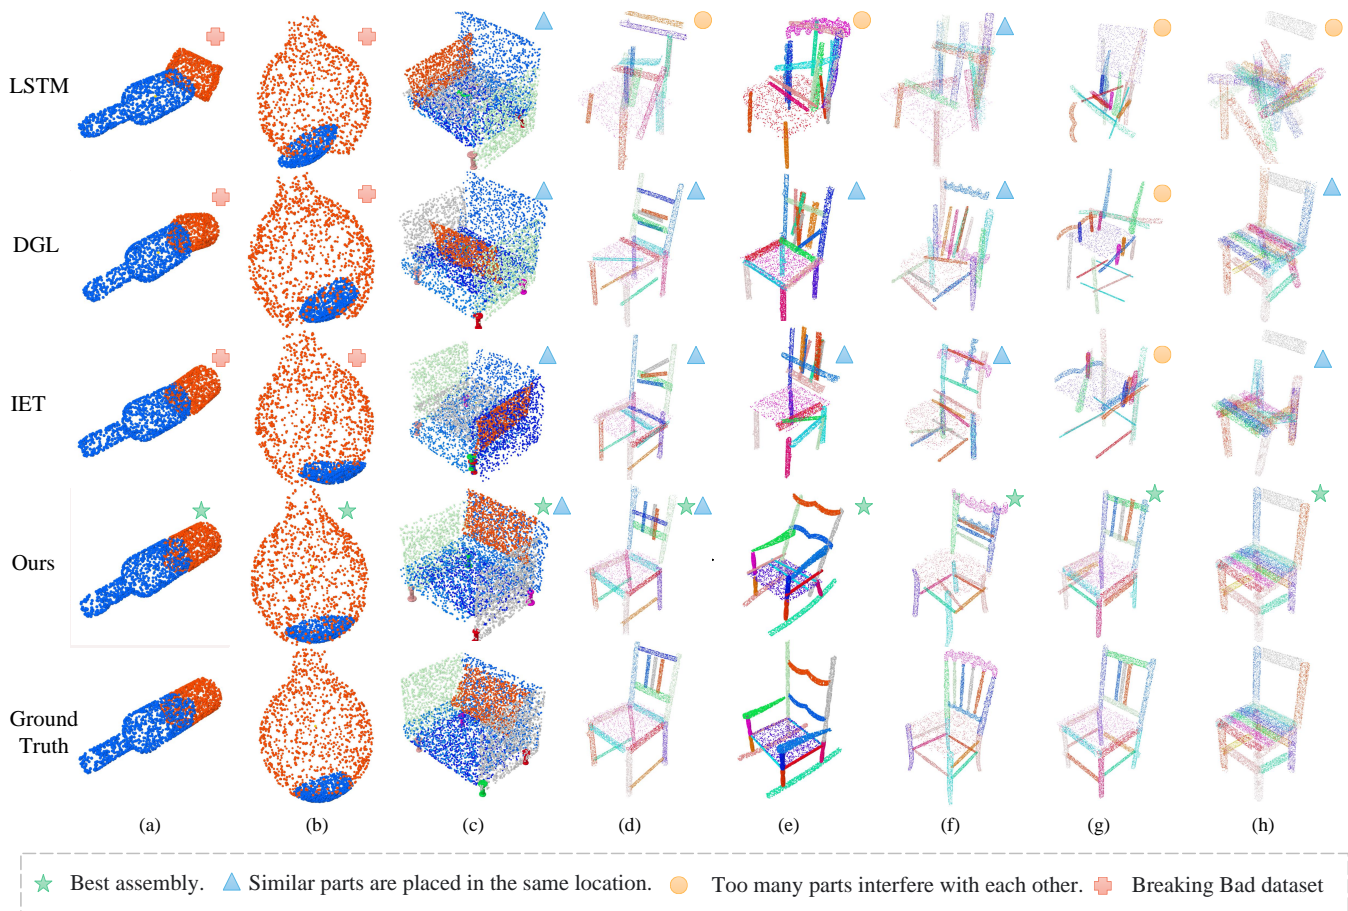 LSTM
DGL
IET
Ours
Ground
Truth
(a) (b) (c) (d) (e) (f) (g) (h)
Best assembly. Similar parts are placed in the same location. Too many parts interfere with each other. Breaking Bad dataset